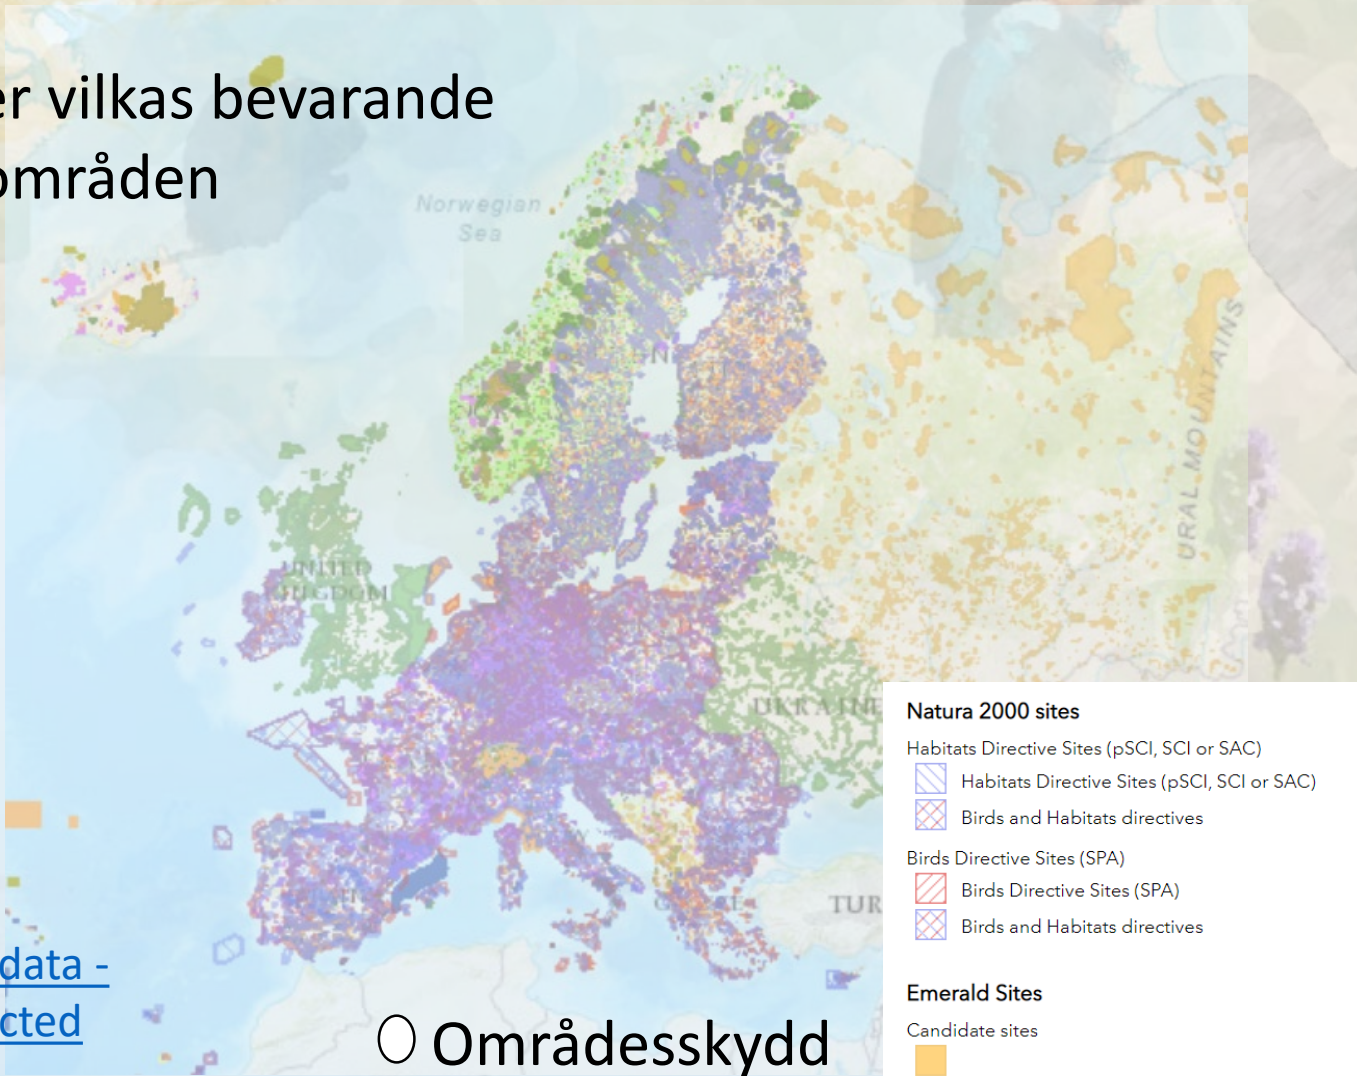 er vilkas bevarande
områden
Norwegian
Sea
URAL MOUNTAINS
UNITED
KINGDOM
UKRAINE
TUR
data -
cted
Områdesskydd
Natura 2000 sites
Habitats Directive Sites (pSCI, SCI or SAC)
Habitats Directive Sites (pSCI, SCI or SAC)
Birds and Habitats directives
Birds Directive Sites (SPA)
Birds Directive Sites (SPA)
Birds and Habitats directives
Emerald Sites
Candidate sites